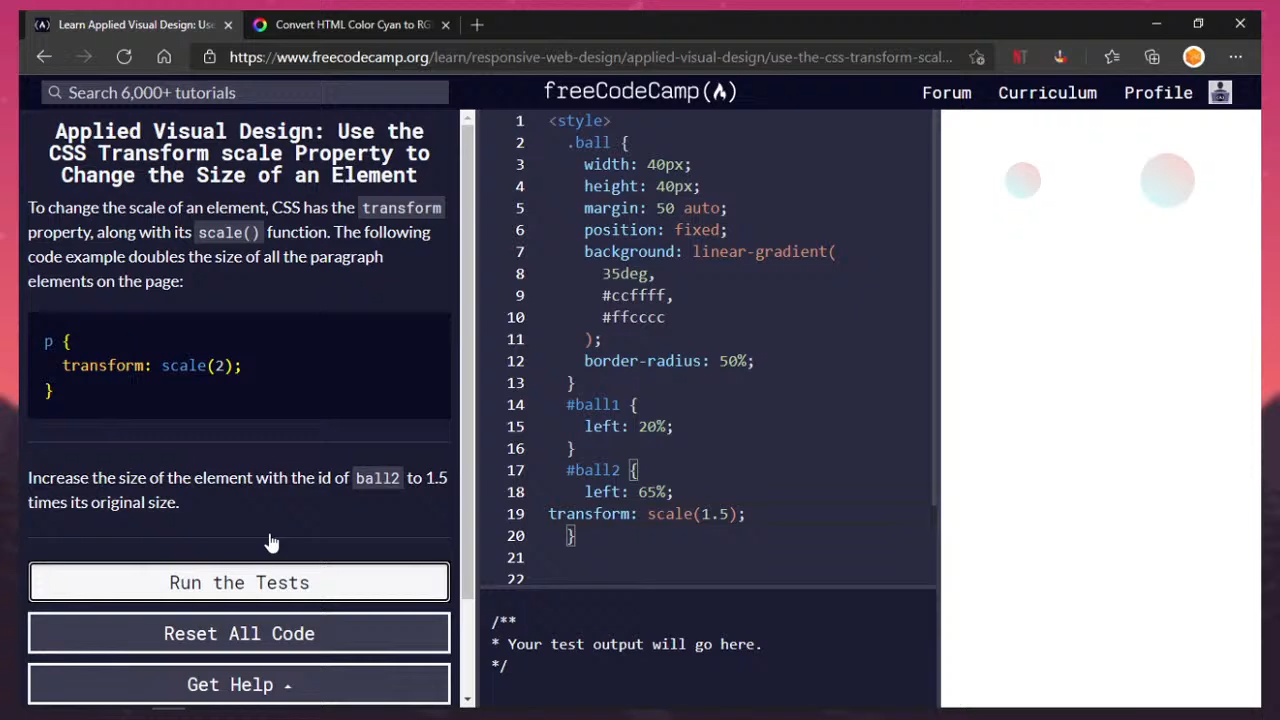 Learn Applied Visual Design: Use
Convert HTML Color Cyan to RG
https://www.freecodecamp.org/learn/responsive-web-design/applied-visual-design/use-the-css-transform-scal...
Search 6,000+ tutorials
freeCodeCamp(🔥)
Forum
Curriculum
Profile
Applied Visual Design: Use the
CSS Transform scale Property to
Change the Size of an Element
To change the scale of an element, CSS has the transform
property, along with its scale() function. The following
code example doubles the size of all the paragraph
elements on the page:
p {
transform: scale(2);
}
Increase the size of the element with the id of ball2 to 1.5
times its original size.
Run the Tests
Reset All Code
Get Help
1 <style>
2 .ball {
3 width: 40px;
4 height: 40px;
5 margin: 50 auto;
6 position: fixed;
7 background: linear-gradient(
8 35deg,
9 #ccffff,
10 #ffcccc
11 );
12 border-radius: 50%;
13 }
14 #ball1 {
15 left: 20%;
16 }
17 #ball2 {
18 left: 65%;
19 transform: scale(1.5);
20 }
21
22
/**
* Your test output will go here.
*/